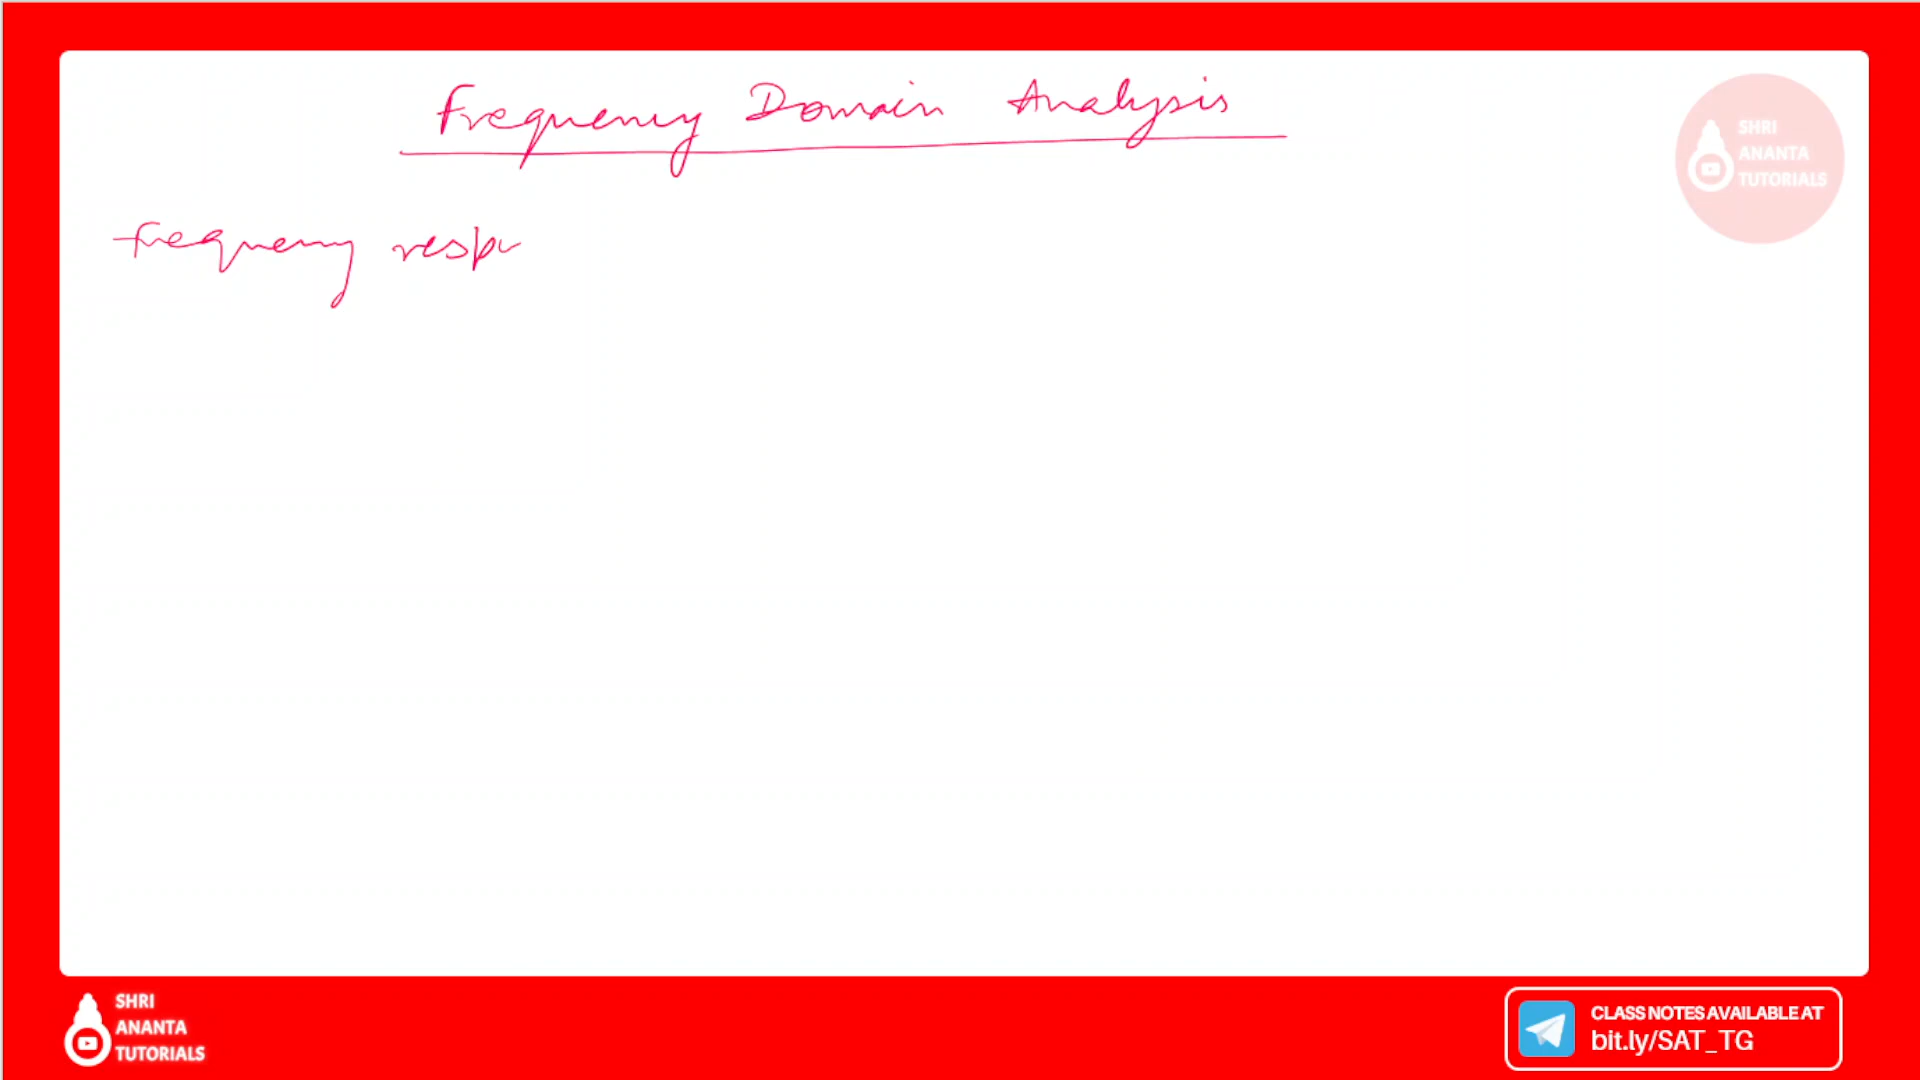 Frequency Domain Analysis
SHRI
ANANTA
TUTORIALS
frequency respo
SHRI
ANANTA
TUTORIALS
CLASS NOTES AVAILABLE AT
bit.ly/SAT_TG